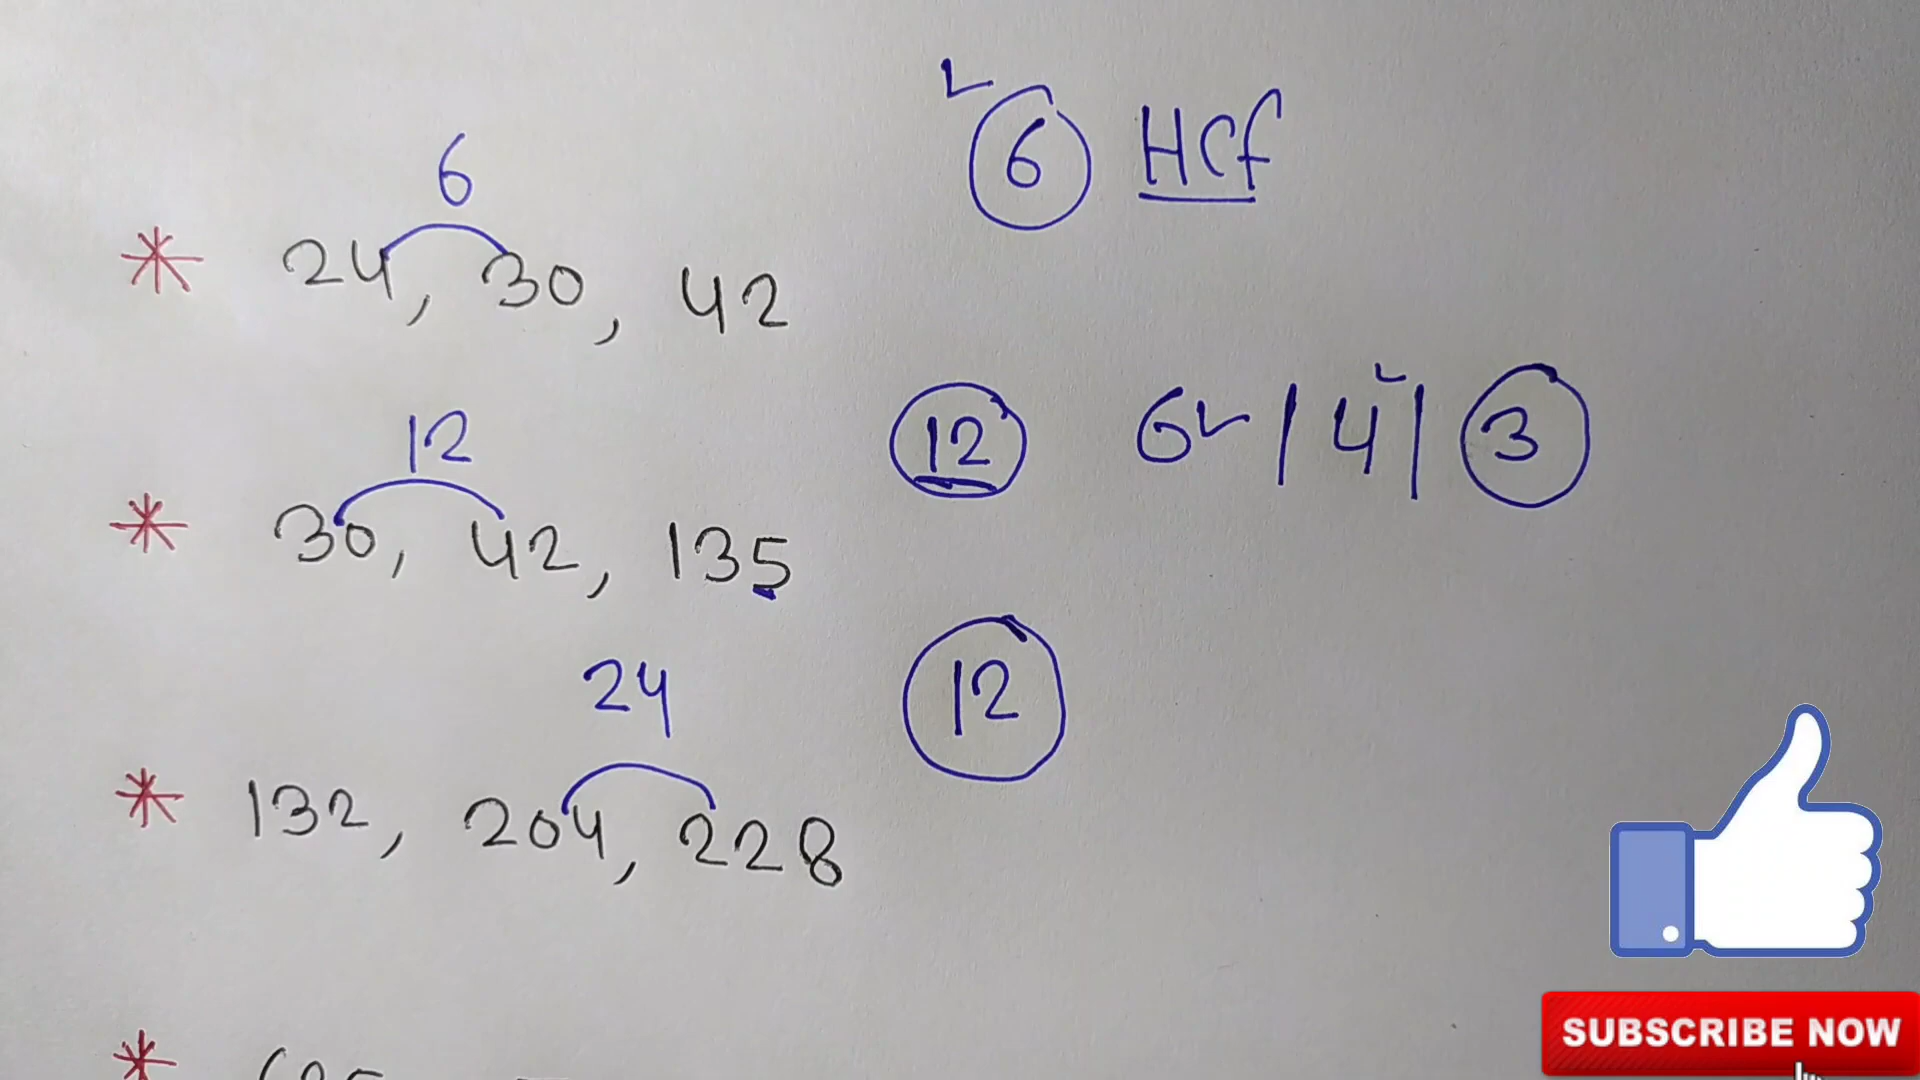 6
* 24, 30, 42
6 HCf
12
* 30, 42, 135
12 6 | 4 | 3
24
* 132, 204, 228
12
*
SUBSCRIBE NOW